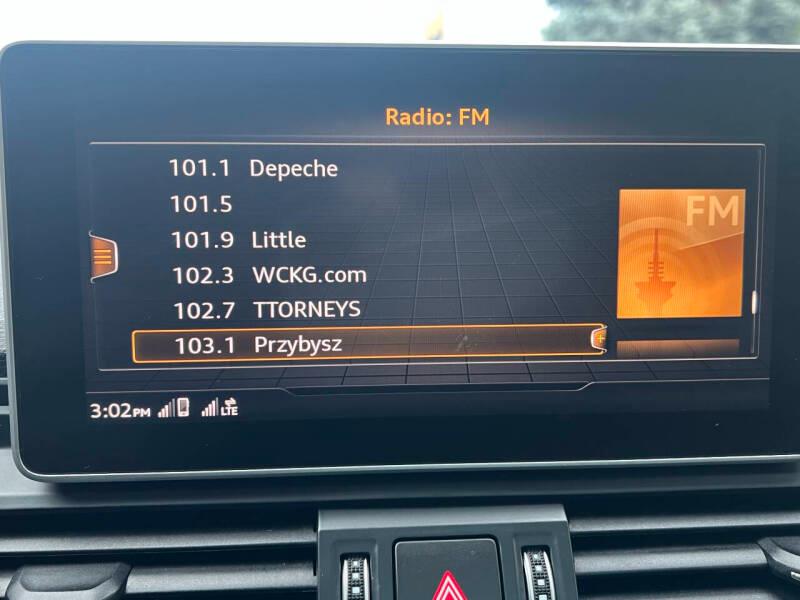 Radio: FM
101.1 Depeche
101.5
101.9 Little
102.3 WCKG.com
102.7 TTORNEYS
103.1 Przybysz
FM
3:02PM LTE